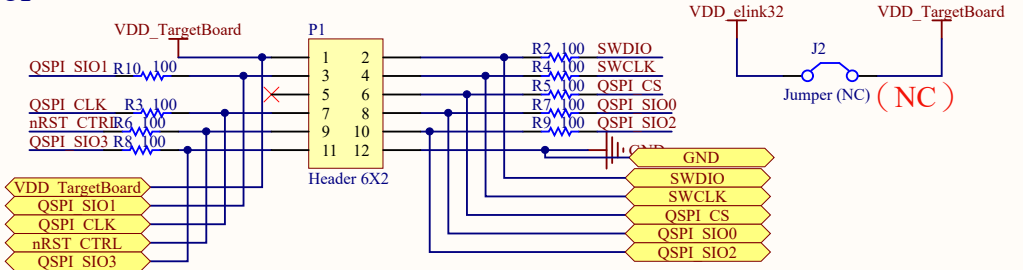 VDD_elink32
VDD_TargetBoard
VDD_TargetBoard
P1
J2
Jumper (NC)
(NC)
QSPI_SIO1 R10 100
QSPI_CLK R3 100
nRST_CTRL R6 100
QSPI_SIO3 R8 100
1 2
3 4
5 6
7 8
9 10
11 12
Header 6X2
R2 100 SWDIO
R4 100 SWCLK
R5 100 QSPI_CS
R7 100 QSPI_SIO0
R9 100 QSPI_SIO2
GND
VDD_TargetBoard
QSPI_SIO1
QSPI_CLK
nRST_CTRL
QSPI_SIO3
GND
SWDIO
SWCLK
QSPI_CS
QSPI_SIO0
QSPI_SIO2